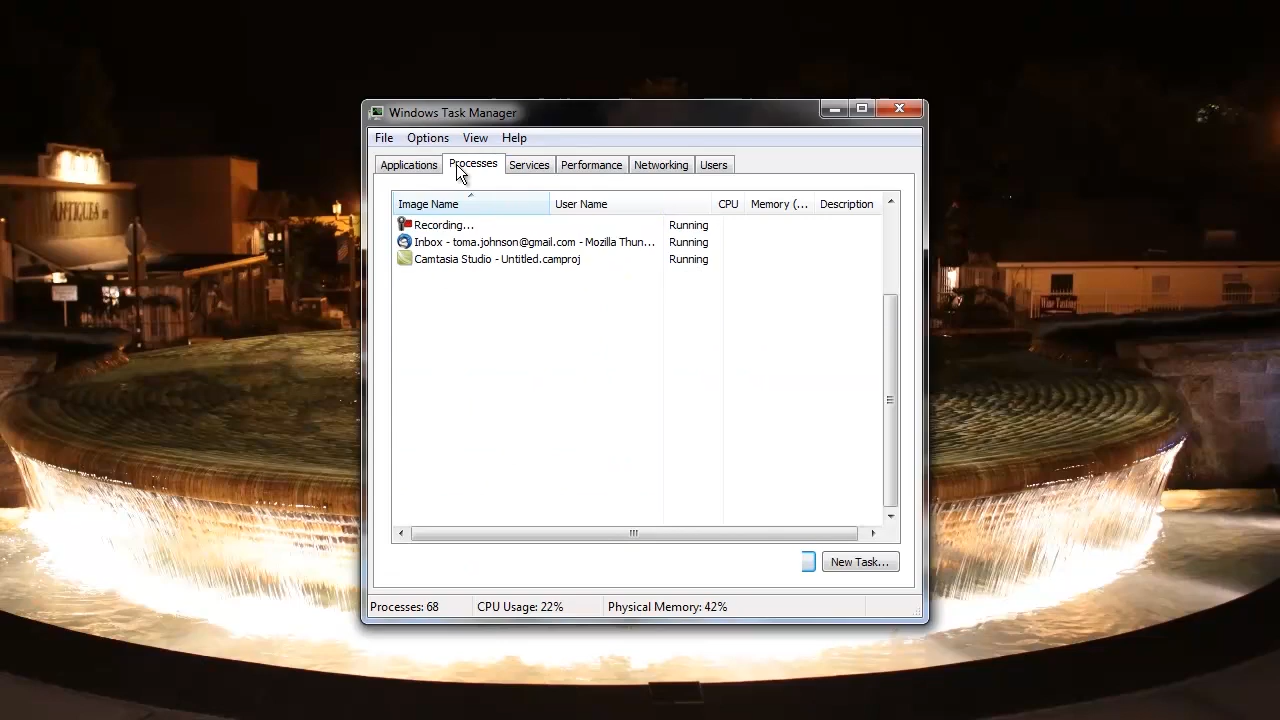 Windows Task Manager
File Options View Help
Applications Processes Services Performance Networking Users
Image Name User Name CPU Memory (... Description
Recording... Running
Inbox - toma.johnson@gmail.com - Mozilla Thun... Running
Camtasia Studio - Untitled.camproj Running
New Task...
Processes: 68 CPU Usage: 22% Physical Memory: 42%
ANTIQUES